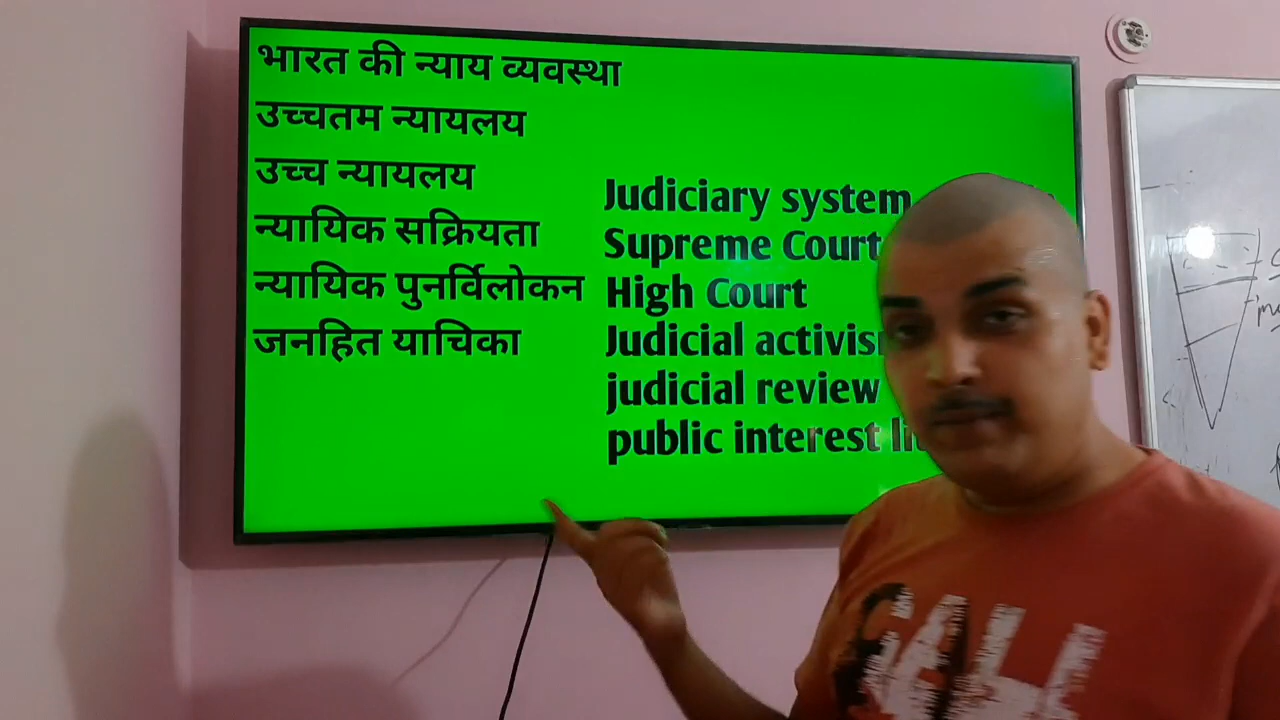 भारत की न्याय व्यवस्था
उच्चतम न्यायलय
उच्च न्यायलय
न्यायिक सक्रियता
न्यायिक पुनर्विलोकन
जनहित याचिका
Judiciary system
Supreme Court
High Court
Judicial
judicial review
public interest